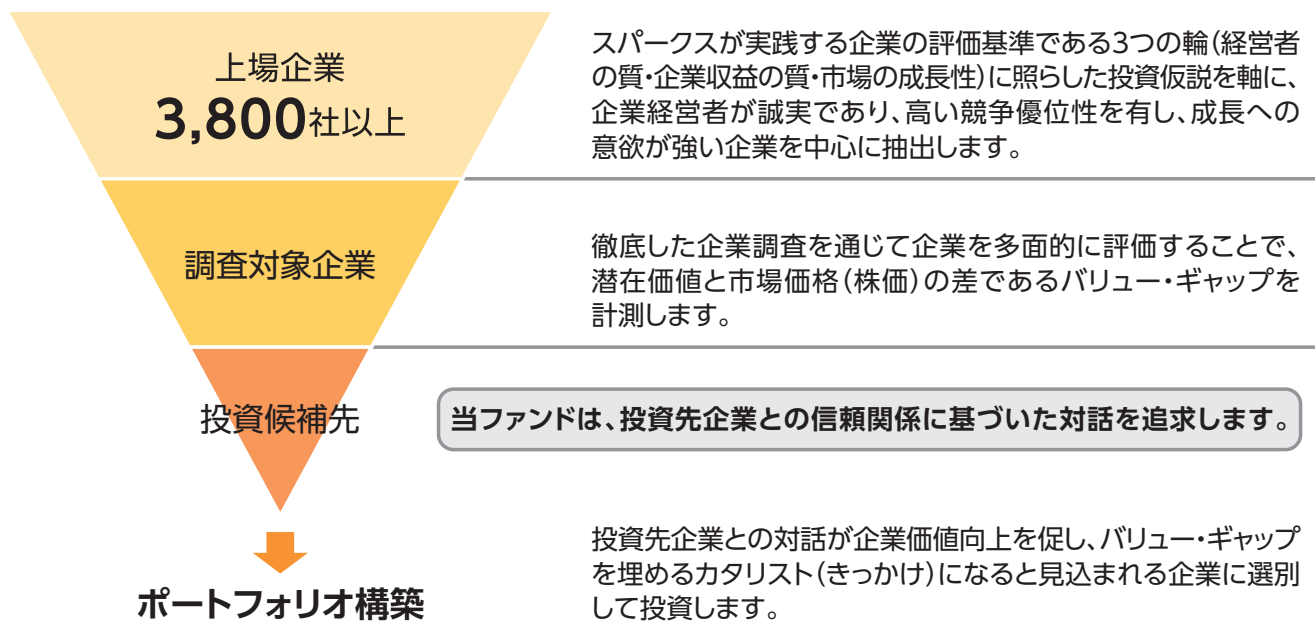 上場企業
3,800社以上
スパークスが実践する企業の評価基準である3つの輪(経営者
の質・企業収益の質・市場の成長性)に照らした投資仮説を軸に、
企業経営者が誠実であり、高い競争優位性を有し、成長への
意欲が強い企業を中心に抽出します。
調査対象企業
徹底した企業調査を通じて企業を多面的に評価することで、
潜在価値と市場価格(株価)の差であるバリュー・ギャップを
計測します。
投資候補先
当ファンドは、投資先企業との信頼関係に基づいた対話を追求します。
ポートフォリオ構築
投資先企業との対話が企業価値向上を促し、バリュー・ギャップ
を埋めるカタリスト(きっかけ)になると見込まれる企業に選別
して投資します。